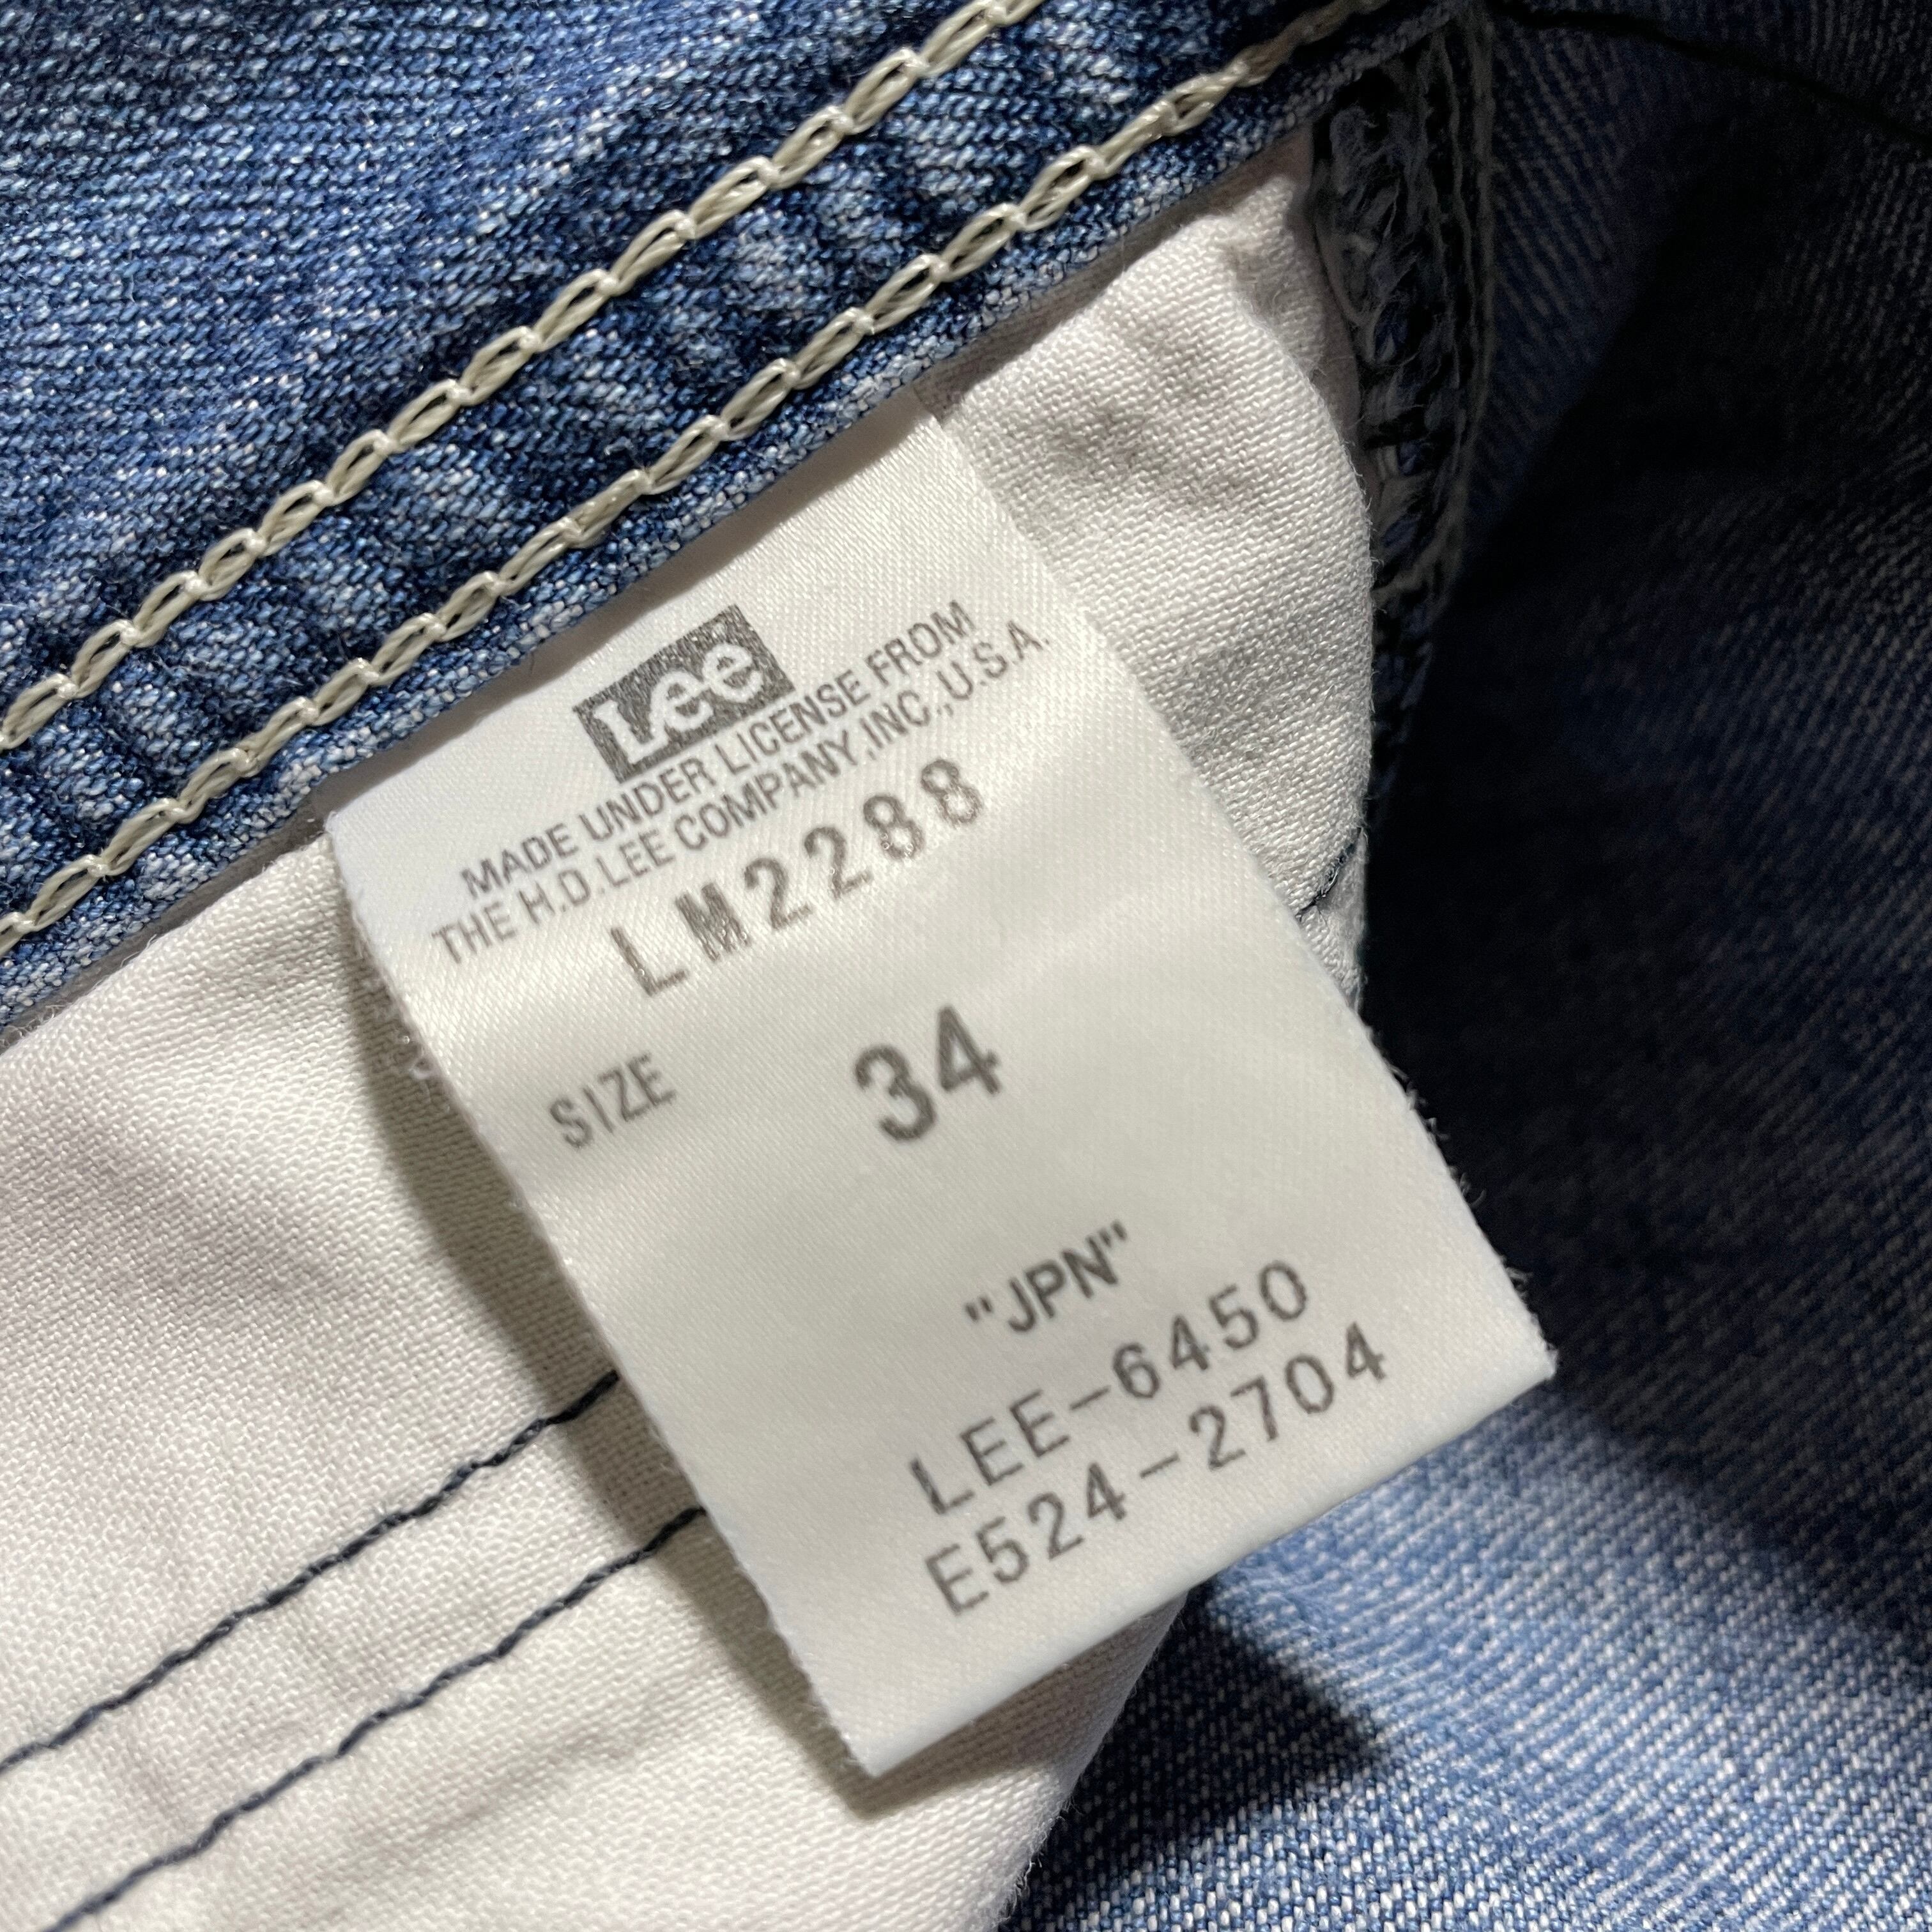 Lee
MADE UNDER LICENSE FROM
THE H.D.LEE COMPANY,INC.,U.S.A.
LM2288
SIZE 34
"JPN"
LEE-6450
E524-2704